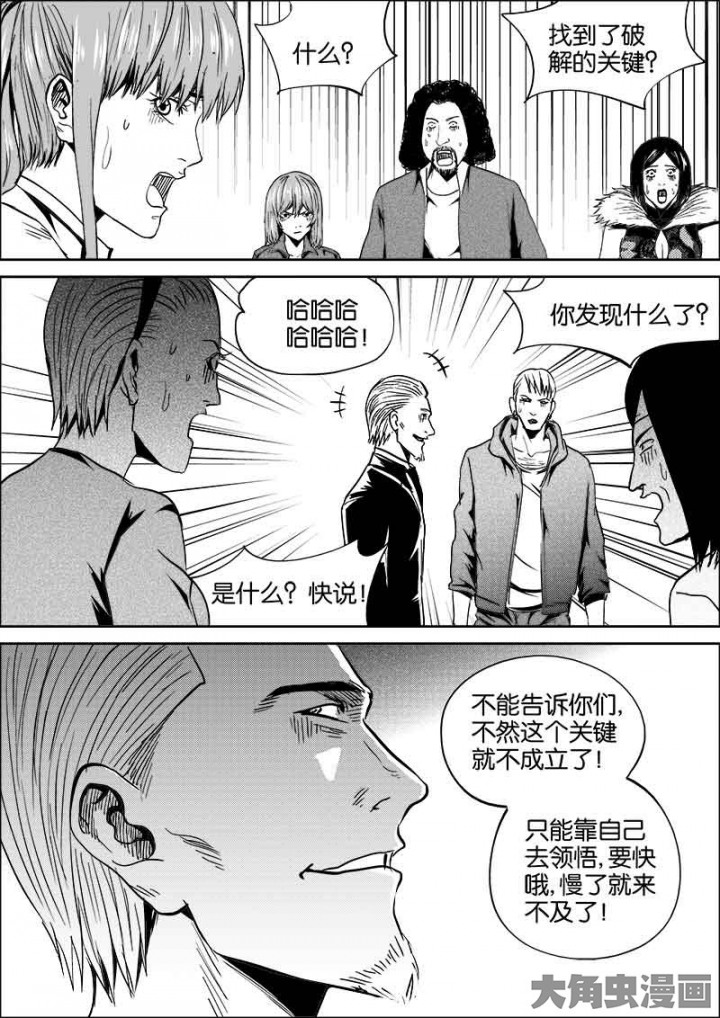 什么?
找到了破
解的关键?
哈哈哈
哈哈哈!
你发现什么了?
是什么? 快说!
不能告诉你们,
不然这个关键
就不成立了!
只能靠自己
去领悟,要快
哦,慢了就来
不及了!
大角虫漫画